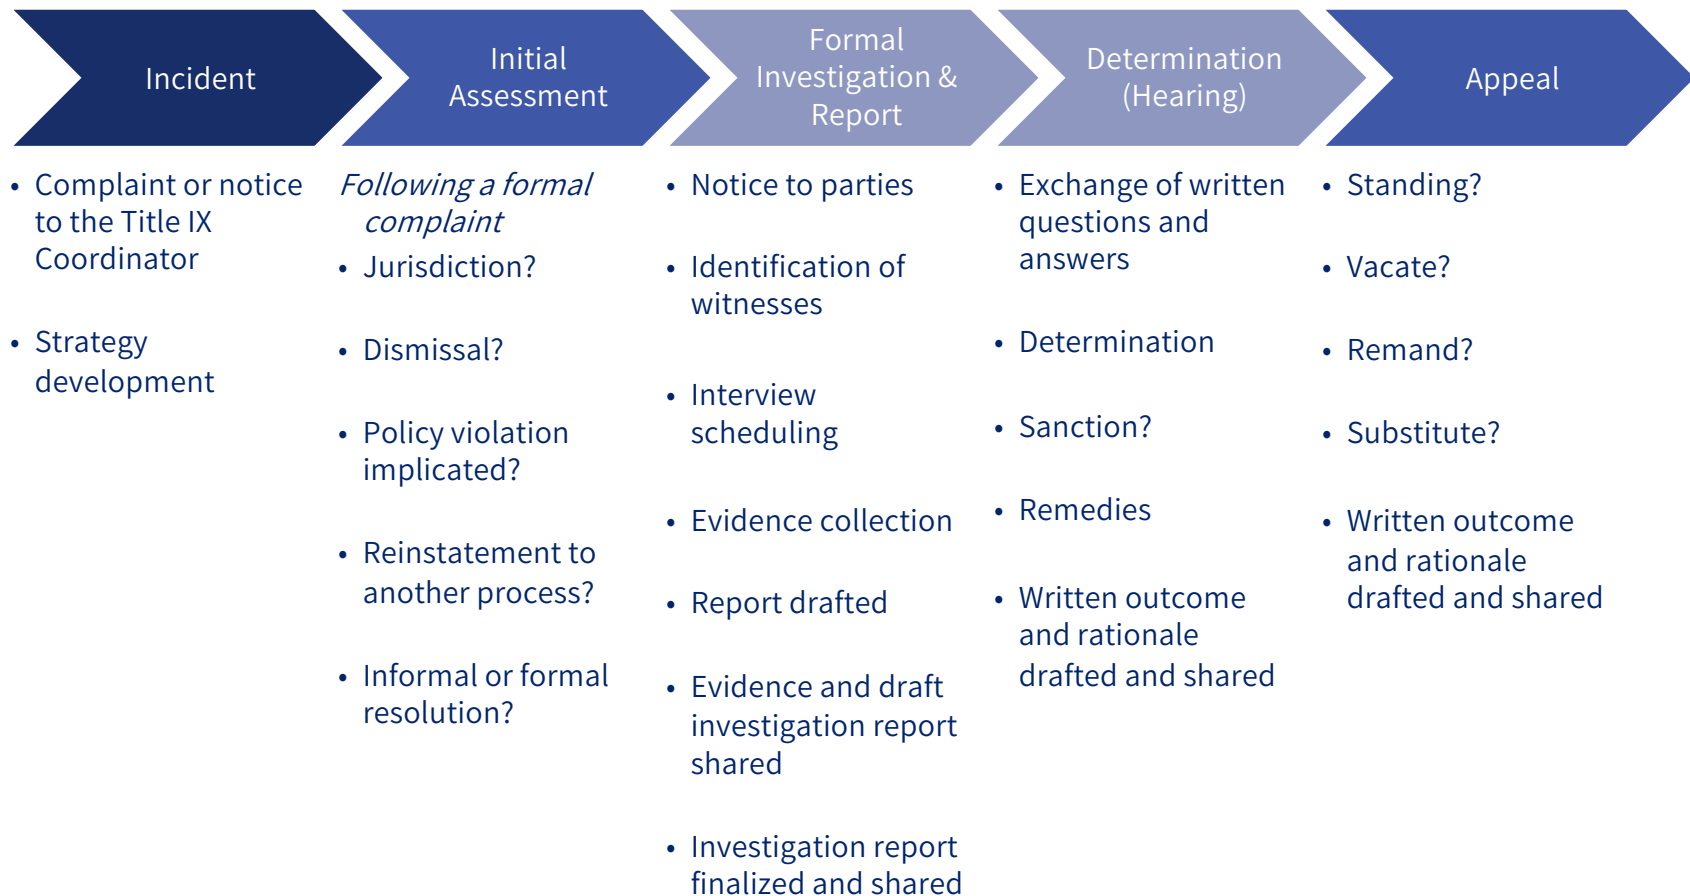 Incident
Initial
Assessment
Formal
Investigation &
Report
Determination
(Hearing)
Appeal
• Complaint or notice
to the Title IX
Coordinator
• Strategy
development
Following a formal
complaint
• Jurisdiction?
• Dismissal?
• Policy violation
implicated?
• Reinstatement to
another process?
• Informal or formal
resolution?
• Notice to parties
• Identification of
witnesses
• Interview
scheduling
• Evidence collection
• Report drafted
• Evidence and draft
investigation report
shared
• Investigation report
finalized and shared
• Exchange of written
questions and
answers
• Determination
• Sanction?
• Remedies
• Written outcome
and rationale
drafted and shared
• Standing?
• Vacate?
• Remand?
• Substitute?
• Written outcome
and rationale
drafted and shared